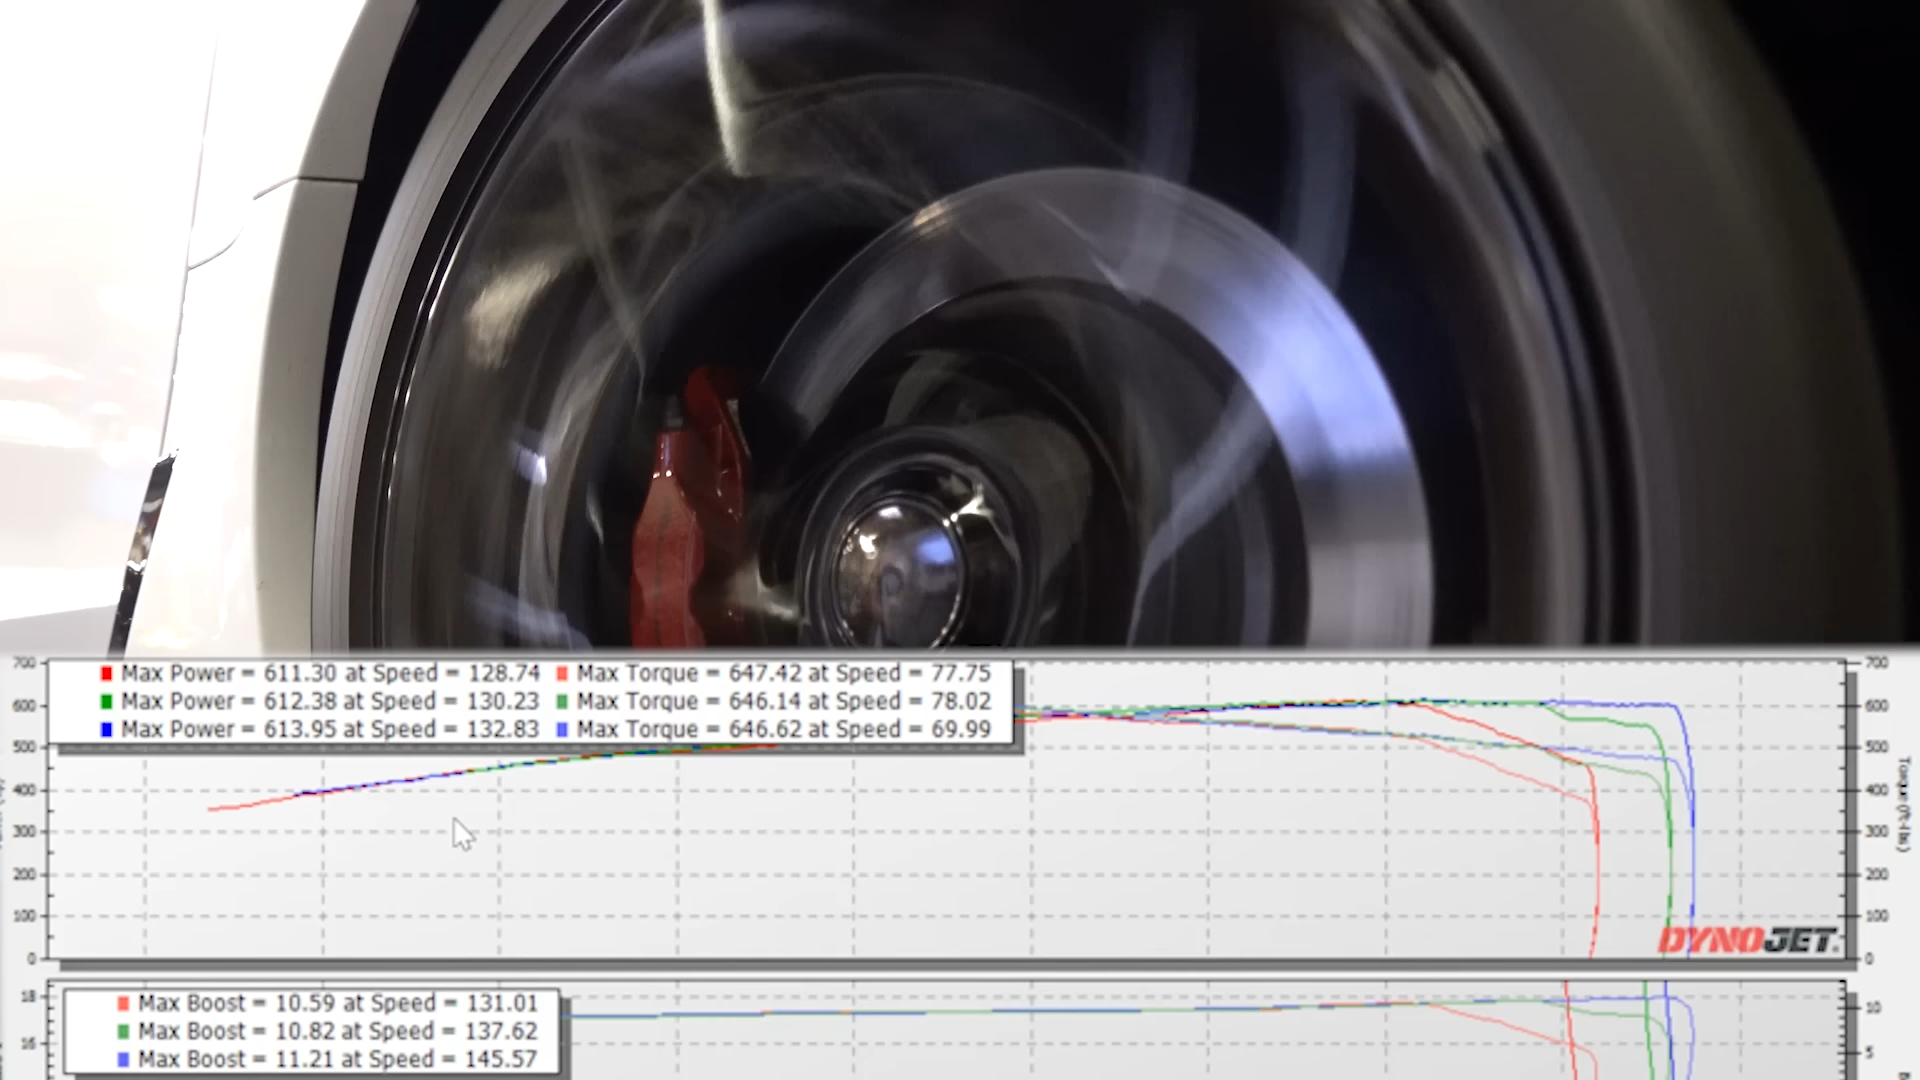 700
Max Power = 611.30 at Speed = 128.74 Max Torque = 647.42 at Speed = 77.75
700
600
Max Power = 612.38 at Speed = 130.23 Max Torque = 646.14 at Speed = 78.02
600
Max Power = 613.95 at Speed = 132.83 Max Torque = 646.62 at Speed = 69.99
500
500
400
400
300
300
200
200
100
100
0
0
Torque (ft-lbs)
DYNOJET
18
Max Boost = 10.59 at Speed = 131.01
10
Max Boost = 10.82 at Speed = 137.62
16
Max Boost = 11.21 at Speed = 145.57
5